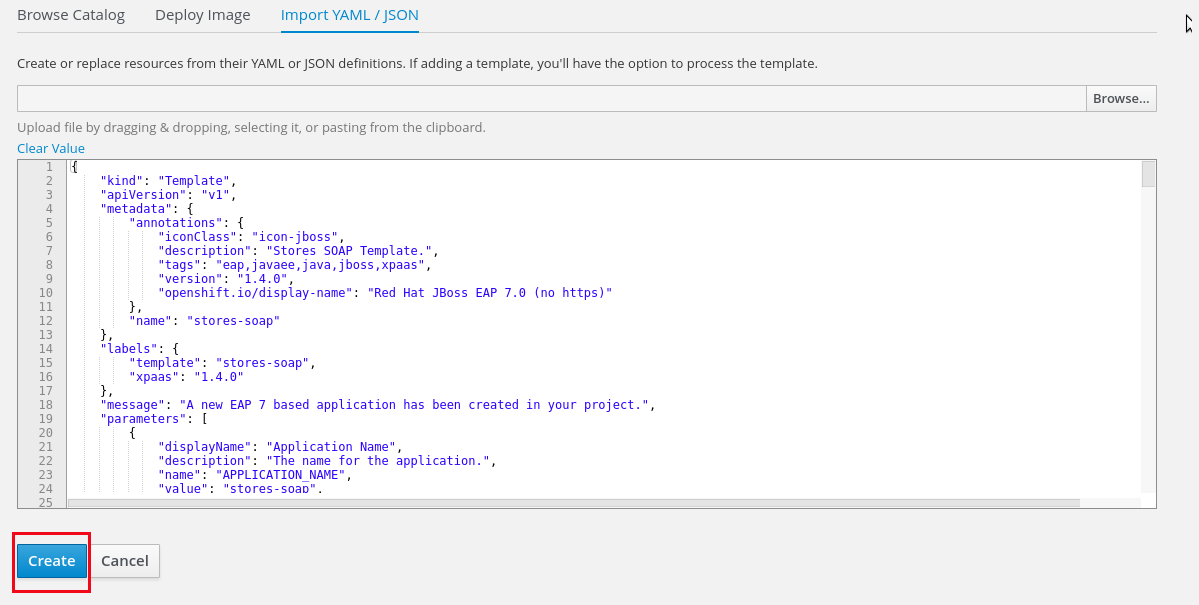 Browse Catalog Deploy Image Import YAML / JSON
Create or replace resources from their YAML or JSON definitions. If adding a template, you'll have the option to process the template.
Browse...
Upload file by dragging & dropping, selecting it, or pasting from the clipboard.
Clear Value
1 {
2 "kind": "Template",
3 "apiVersion": "v1",
4 "metadata": {
5 "annotations": {
6 "iconClass": "icon-jboss",
7 "description": "Stores SOAP Template.",
8 "tags": "eap,javaee,java,jboss,xpaas",
9 "version": "1.4.0",
10 "openshift.io/display-name": "Red Hat JBoss EAP 7.0 (no https)"
11 },
12 "name": "stores-soap"
13 },
14 "labels": {
15 "template": "stores-soap",
16 "xpaas": "1.4.0"
17 },
18 "message": "A new EAP 7 based application has been created in your project.",
19 "parameters": [
20 {
21 "displayName": "Application Name",
22 "description": "The name for the application.",
23 "name": "APPLICATION_NAME",
24 "value": "stores-soap",
25
Create Cancel